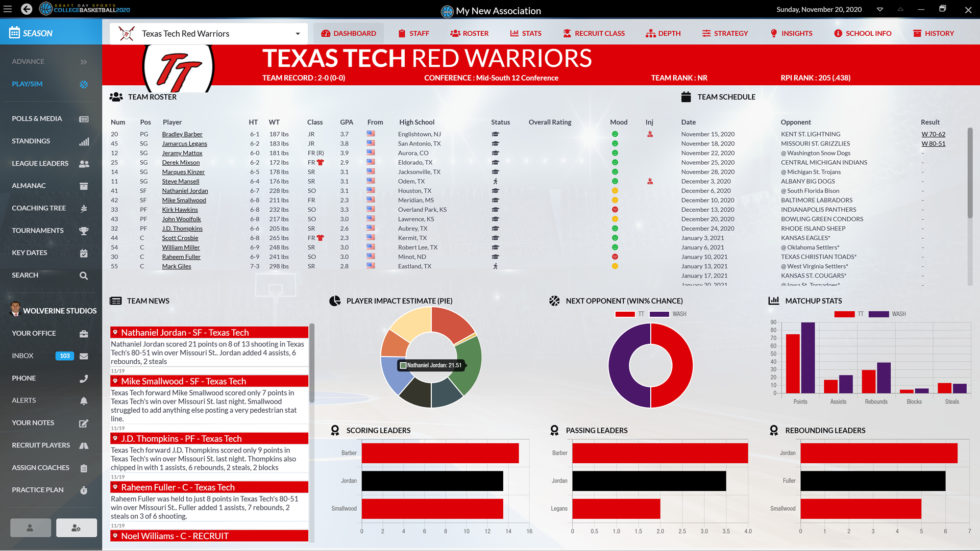 DRAFT DAY SPORTS
COLLEGE BASKETBALL 2020
My New Association
Sunday, November 20, 2020
SEASON
Texas Tech Red Warriors
DASHBOARD
STAFF
ROSTER
STATS
RECRUIT CLASS
DEPTH
STRATEGY
INSIGHTS
SCHOOL INFO
HISTORY
ADVANCE
PLAY/SIM
POLLS & MEDIA
STANDINGS
LEAGUE LEADERS
ALMANAC
COACHING TREE
TOURNAMENTS
KEY DATES
SEARCH
WOLVERINE STUDIOS
YOUR OFFICE
INBOX 103
PHONE
ALERTS
YOUR NOTES
RECRUIT PLAYERS
ASSIGN COACHES
PRACTICE PLAN
TT
TEXAS TECH RED WARRIORS
TEAM RECORD : 2-0 (0-0)
CONFERENCE : Mid-South 12 Conference
TEAM RANK : NR
RPI RANK : 205 (.438)
TEAM ROSTER
Num Pos Player HT WT Class GPA From High School Status Overall Rating Mood Inj
20 PG Bradley Barber 6-1 187 lbs JR 3.7 Englishtown, NJ
45 SG Jamarcus Legans 6-2 183 lbs JR 3.8 San Antonio, TX
12 SG Jeramy Mattox 6-0 181 lbs FR (R) 3.9 Aurora, CO
25 SG Derek Mixson 6-2 172 lbs FR 2.9 Eldorado, TX
14 SG Marques Kinzer 6-5 178 lbs SR 3.1 Jacksonville, TX
11 SG Steve Mansell 6-4 176 lbs SR 3.1 Odem, TX
41 SF Nathaniel Jordan 6-7 228 lbs SO 3.1 Houston, TX
42 SF Mike Smallwood 6-8 211 lbs FR 2.3 Meridian, MS
33 PF Kirk Hawkins 6-8 232 lbs SO 3.3 Overland Park, KS
43 PF John Woolfolk 6-8 217 lbs SO 3.0 Lawrence, KS
32 PF J.D. Thompkins 6-6 205 lbs SR 2.6 Aubrey, TX
44 C Scott Crosbie 6-8 265 lbs FR 2.3 Kermit, TX
54 C William Miller 6-9 248 lbs SR 3.0 Robert Lee, TX
30 C Raheem Fuller 6-9 241 lbs SO 3.0 Minot, ND
55 C Mark Giles 7-3 298 lbs SR 2.8 Eastland, TX
TEAM SCHEDULE
Date Opponent Result
November 15, 2020 KENT ST. LIGHTNING W 70-62
November 18, 2020 MISSOURI ST. GRIZZLIES W 80-51
November 22, 2020 @ Washington Snow Dogs -
November 25, 2020 CENTRAL MICHIGAN INDIANS -
November 28, 2020 @ Michigan St. Trojans -
December 3, 2020 ALBANY BIG DOGS -
December 6, 2020 @ South Florida Bison -
December 10, 2020 BALTIMORE LABRADORS -
December 13, 2020 INDIANAPOLIS PANTHERS -
December 20, 2020 BOWLING GREEN CONDORS -
December 24, 2020 RHODE ISLAND SHEEP -
January 3, 2021 KANSAS EAGLES* -
January 6, 2021 @ Oklahoma Settlers* -
January 10, 2021 TEXAS CHRISTIAN TOADS* -
January 13, 2021 @ West Virginia Settlers* -
January 17, 2021 KANSAS ST. COUGARS* -
January 20, 2021 @ Iowa St. Tornadoes* -
TEAM NEWS
Nathaniel Jordan - SF - Texas Tech
Nathaniel Jordan scored 21 points on 8 of 13 shooting in Texas
Tech's 80-51 win over Missouri St.. Jordan added 4 assists, 6
rebounds, 2 steals
11/19
Mike Smallwood - SF - Texas Tech
Texas Tech forward Mike Smallwood scored only 7 points in
Texas Tech's win over Missouri St. last night. Smallwood
struggled to add anything else posting a very pedestrian stat
line.
11/19
J.D. Thompkins - PF - Texas Tech
Texas Tech forward J.D. Thompkins scored only 9 points in
Texas Tech's win over Missouri St. last night. Thompkins also
chipped in with 1 assists, 6 rebounds, 2 steals, 2 blocks
11/19
Raheem Fuller - C - Texas Tech
Raheem Fuller was held to just 8 points in Texas Tech's 80-51
win over Missouri St.. Fuller added 1 assists, 7 rebounds, 2
steals on 3 of 6 shooting.
11/19
Noel Williams - C - RECRUIT
PLAYER IMPACT ESTIMATE (PIE)
Nathaniel Jordan: 21.51
NEXT OPPONENT (WIN% CHANCE)
TT WASH
MATCHUP STATS
TT WASH
90
80
70
60
50
40
30
20
10
0
Points Assists Rebounds Blocks Steals
SCORING LEADERS
Barber
Jordan
Smallwood
0 2 4 6 8 10 12 14 16
PASSING LEADERS
Barber
Jordan
Legans
0 0.5 1.0 1.5 2.0 2.5 3.0 3.5 4.0
REBOUNDING LEADERS
Jordan
Fuller
Smallwood
0 1 2 3 4 5 6 7